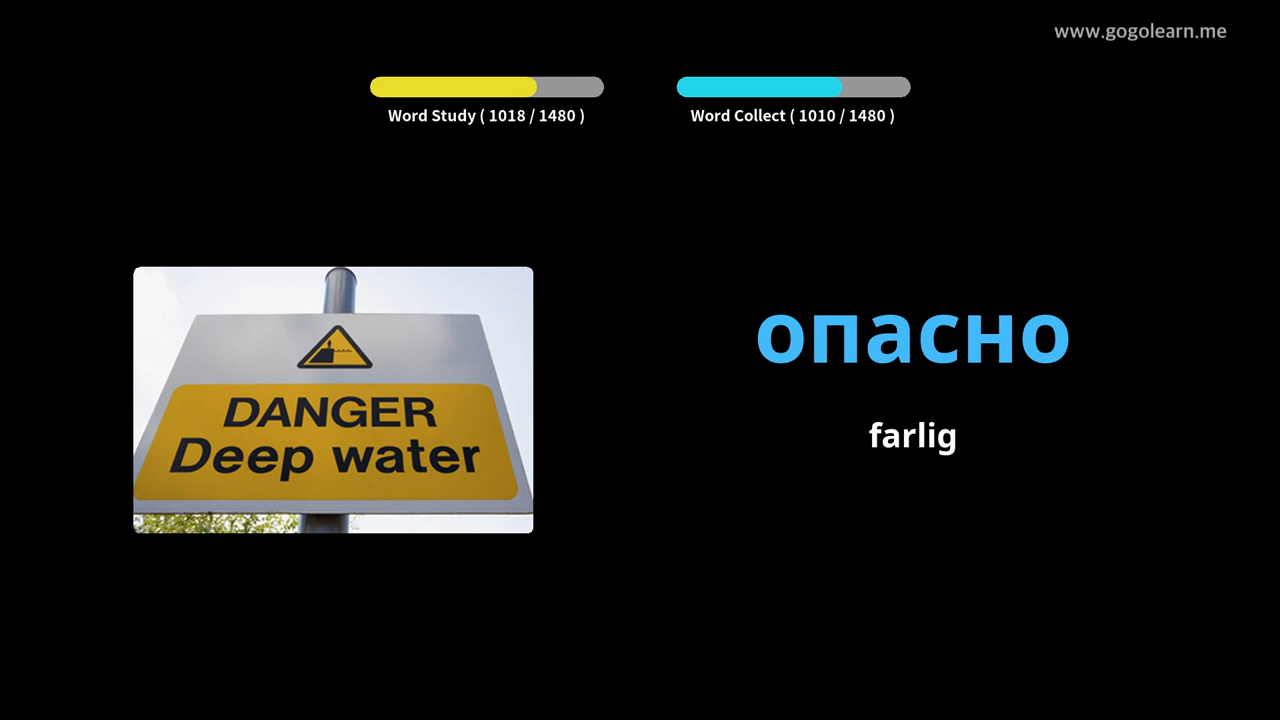 www.gogolearn.me
Word Study ( 1018 / 1480 )
Word Collect ( 1010 / 1480 )
DANGER
Deep water
опасно
farlig